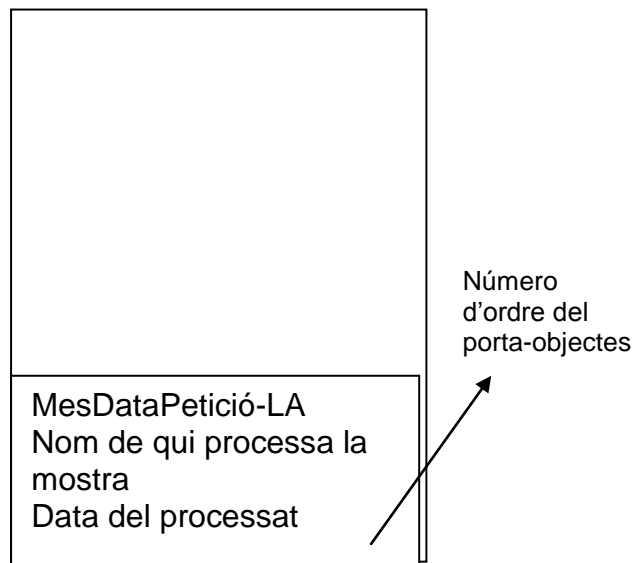 Número
d'ordre del
porta-objectes
MesDataPetició-LA
Nom de qui processa la
mostra
Data del processat